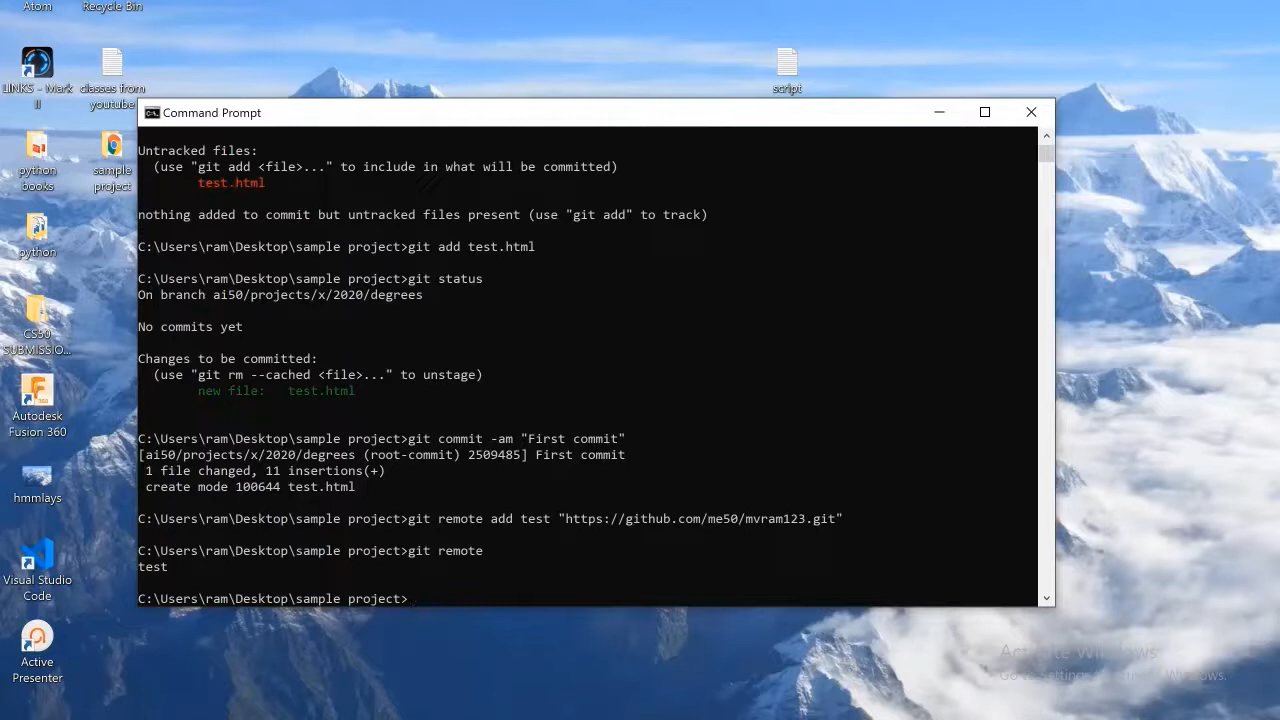 Atom
Recycle Bin
LINKS - Mark
II
classes from
youtube
script
python
books
sample
project
python
CS50
SUBMISSIO...
Autodesk
Fusion 360
hmmlays
Visual Studio
Code
Active
Presenter
Command Prompt
Untracked files:
(use "git add <file>..." to include in what will be committed)
test.html
nothing added to commit but untracked files present (use "git add" to track)
C:\Users\ram\Desktop\sample project>git add test.html
C:\Users\ram\Desktop\sample project>git status
On branch ai50/projects/x/2020/degrees
No commits yet
Changes to be committed:
(use "git rm --cached <file>..." to unstage)
new file:   test.html
C:\Users\ram\Desktop\sample project>git commit -am "First commit"
[ai50/projects/x/2020/degrees (root-commit) 2509485] First commit
1 file changed, 11 insertions(+)
create mode 100644 test.html
C:\Users\ram\Desktop\sample project>git remote add test "https://github.com/me50/mvram123.git"
C:\Users\ram\Desktop\sample project>git remote
test
C:\Users\ram\Desktop\sample project>
Activate Windows
Go to Settings to activate Windows.